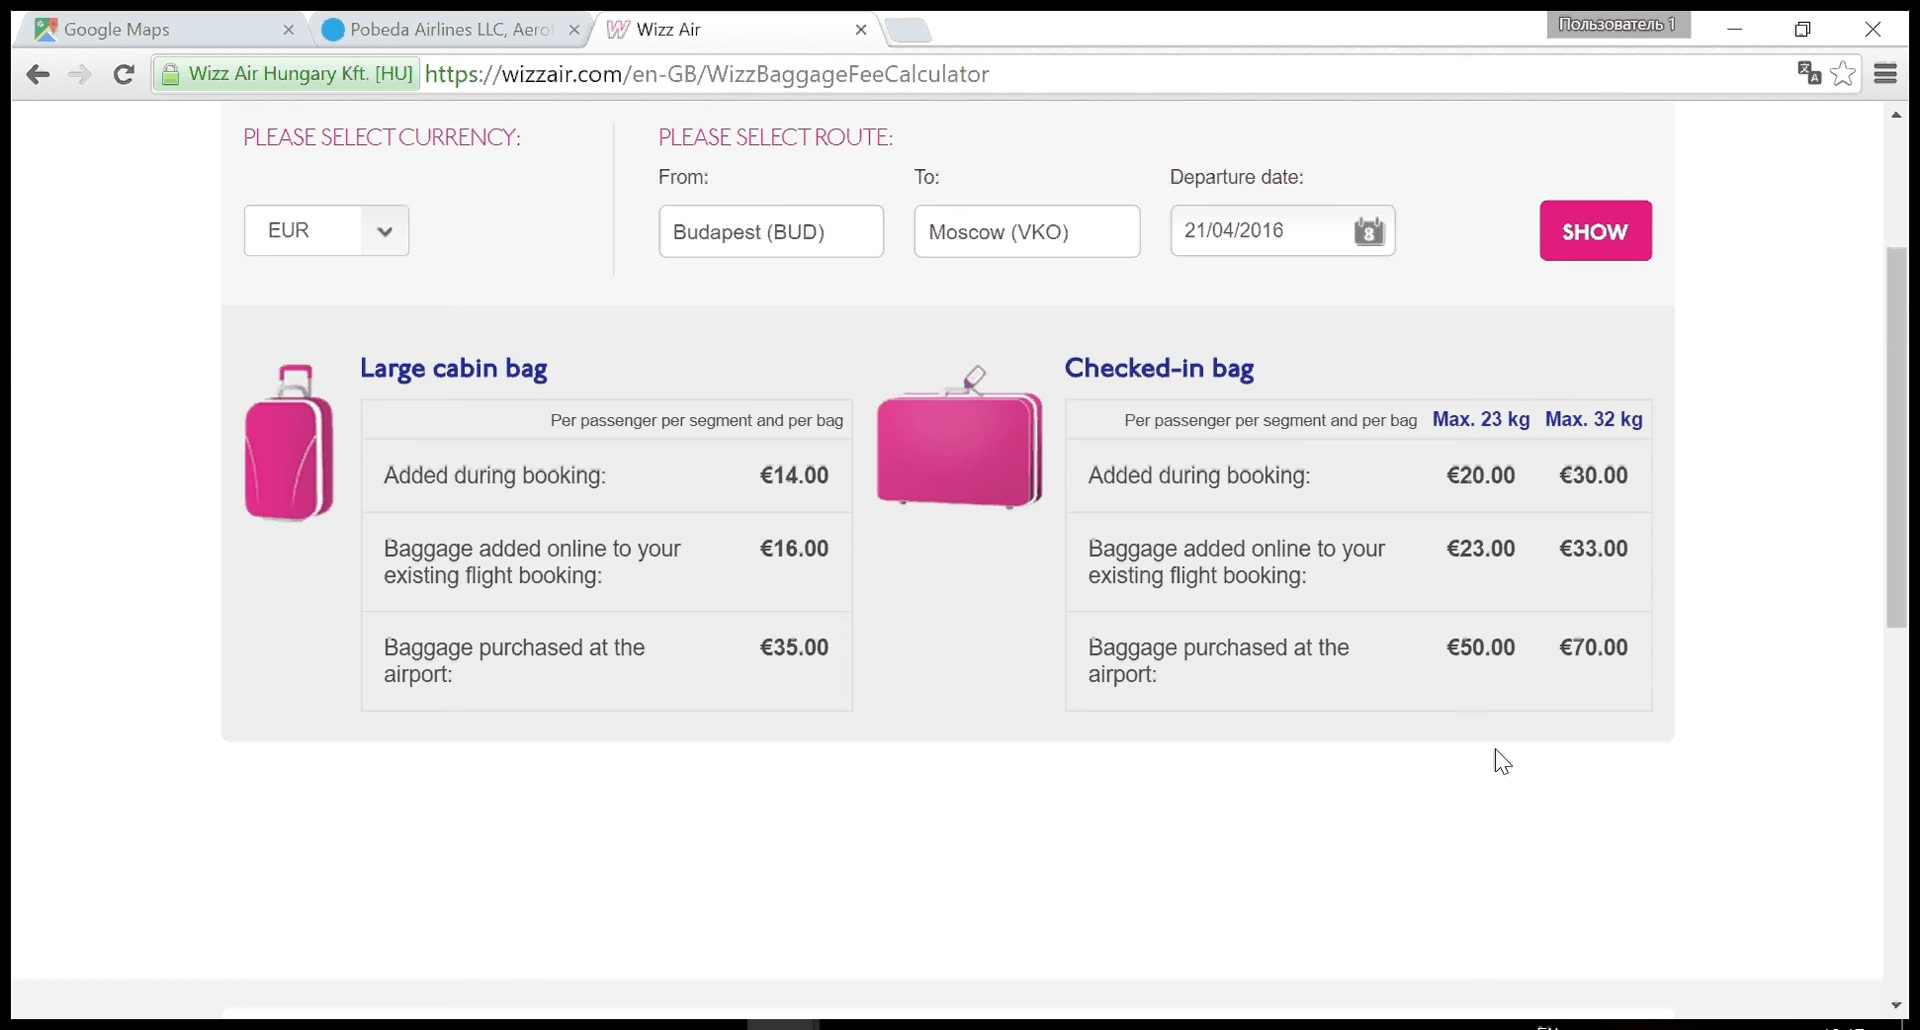 Google Maps
Pobeda Airlines LLC, Aerof
Wizz Air
Пользователь 1
Wizz Air Hungary Kft. [HU] https://wizzair.com/en-GB/WizzBaggageFeeCalculator
PLEASE SELECT CURRENCY:
PLEASE SELECT ROUTE:
From:
To:
Departure date:
EUR
Budapest (BUD)
Moscow (VKO)
21/04/2016
8
SHOW
Large cabin bag
Per passenger per segment and per bag
Added during booking: €14.00
Baggage added online to your €16.00
existing flight booking:
Baggage purchased at the €35.00
airport:
Checked-in bag
Per passenger per segment and per bag Max. 23 kg Max. 32 kg
Added during booking: €20.00 €30.00
Baggage added online to your €23.00 €33.00
existing flight booking:
Baggage purchased at the €50.00 €70.00
airport: